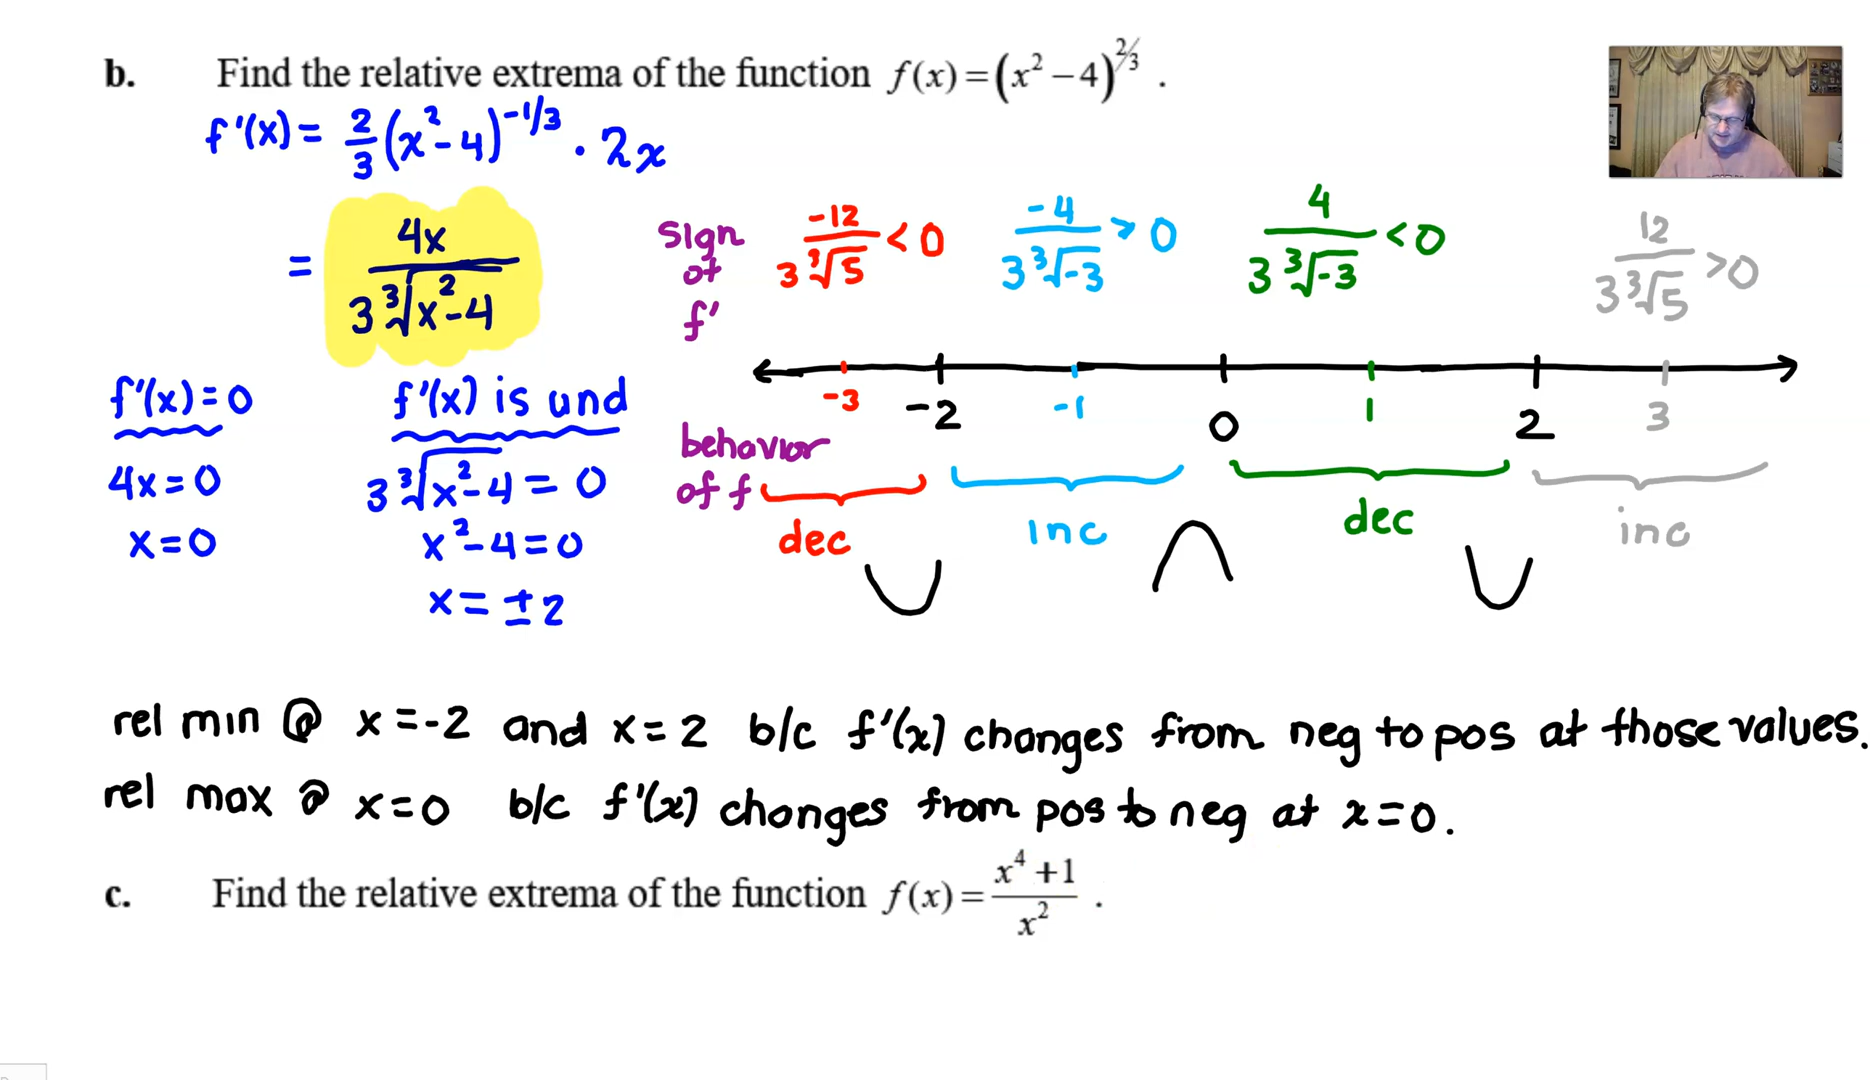 b. Find the relative extrema of the function f(x) = (x² − 4)^(2/3) .
f'(x) = 2/3 (x² − 4)^(-1/3) · 2x
= 4x / 3∛(x² − 4)
sign of f'
-12 / 3∛5 < 0
-4 / 3∛-3 > 0
4 / 3∛-3 < 0
12 / 3∛5 > 0
-3 -2 -1 0 1 2 3
f'(x) = 0
4x = 0
x = 0
f'(x) is und
3∛(x² − 4) = 0
x² − 4 = 0
x = ± 2
behavior of f
dec inc dec inc
rel min @ x = -2 and x = 2 b/c f'(x) changes from neg to pos at those values.
rel max @ x = 0 b/c f'(x) changes from pos to neg at x = 0.
c. Find the relative extrema of the function f(x) = (x⁴ + 1) / x² .